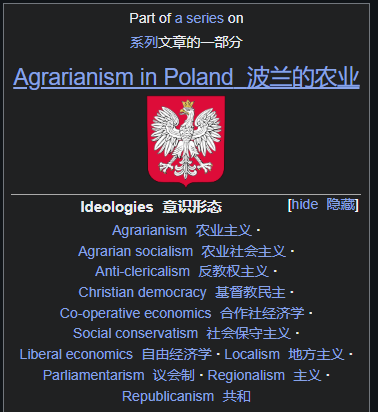 Part of a series on
系列文章的一部分
Agrarianism in Poland 波兰的农业
Ideologies 意识形态 [hide 隐藏]
Agrarianism 农业主义 ·
Agrarian socialism 农业社会主义 ·
Anti-clericalism 反教权主义 ·
Christian democracy 基督教民主 ·
Co-operative economics 合作社经济学 ·
Social conservatism 社会保守主义 ·
Liberal economics 自由经济学 · Localism 地方主义 ·
Parliamentarism 议会制 · Regionalism 主义 ·
Republicanism 共和